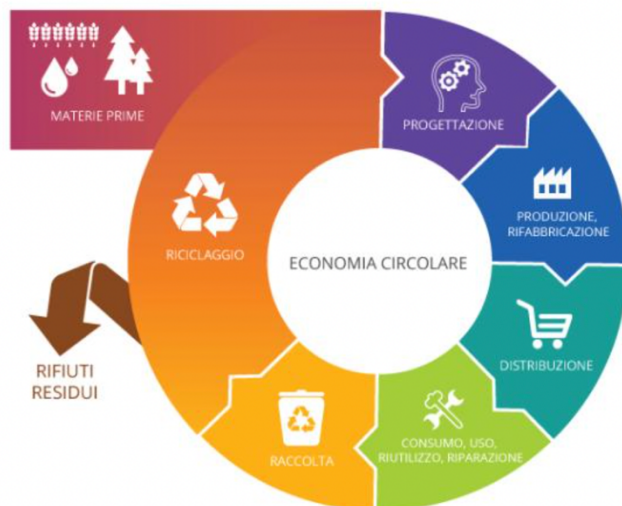 MATERIE PRIME
PROGETTAZIONE
PRODUZIONE,
RIFABBRICAZIONE
DISTRIBUZIONE
CONSUMO, USO,
RIUTILIZZO, RIPARAZIONE
RACCOLTA
RICICLAGGIO
RIFIUTI
RESIDUI
ECONOMIA CIRCOLARE